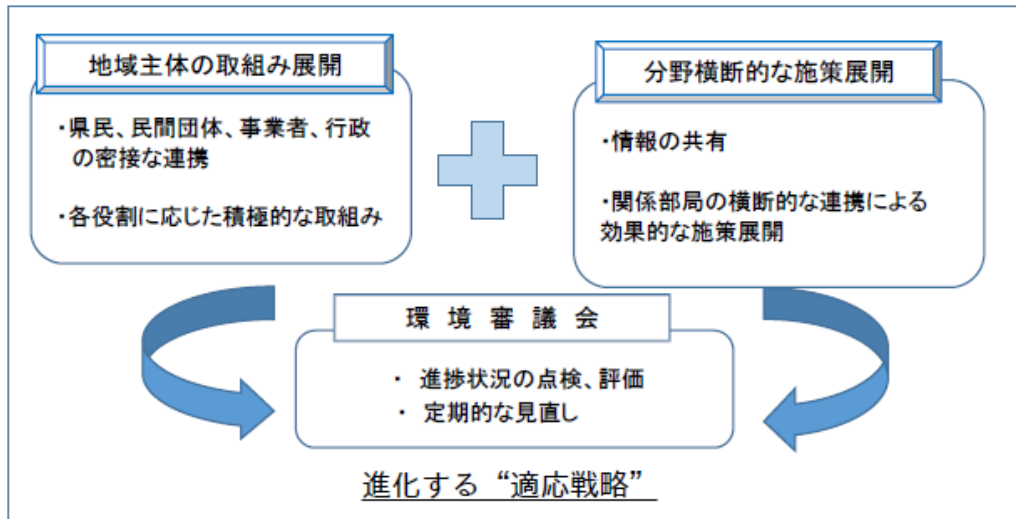 地域主体の取組み展開
・県民、民間団体、事業者、行政
の密接な連携
・各役割に応じた積極的な取組み
分野横断的な施策展開
・情報の共有
・関係部局の横断的な連携による
効果的な施策展開
環 境 審 議 会
・ 進捗状況の点検、評価
・ 定期的な見直し
進化する “適応戦略”